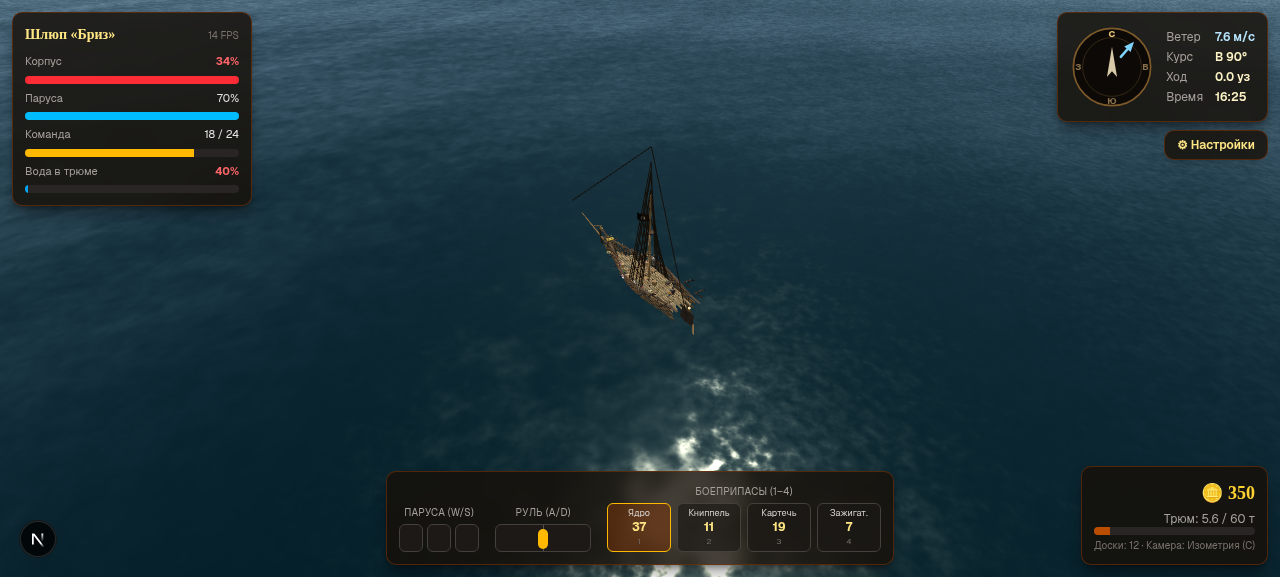 Шлюп «Бриз»
14 FPS
Корпус
34%
Паруса
70%
Команда
18 / 24
Вода в трюме
40%
С
З
В
Ю
Ветер 7.6 м/с
Курс В 90°
Ход 0.0 уз
Время 16:25
⚙ Настройки
БОЕПРИПАСЫ (1–4)
ПАРУСА (W/S)
РУЛЬ (A/D)
Ядро
37
1
Книппель
11
2
Картечь
19
3
Зажигат.
7
4
350
Трюм: 5.6 / 60 т
Доски: 12 · Камера: Изометрия (C)
N